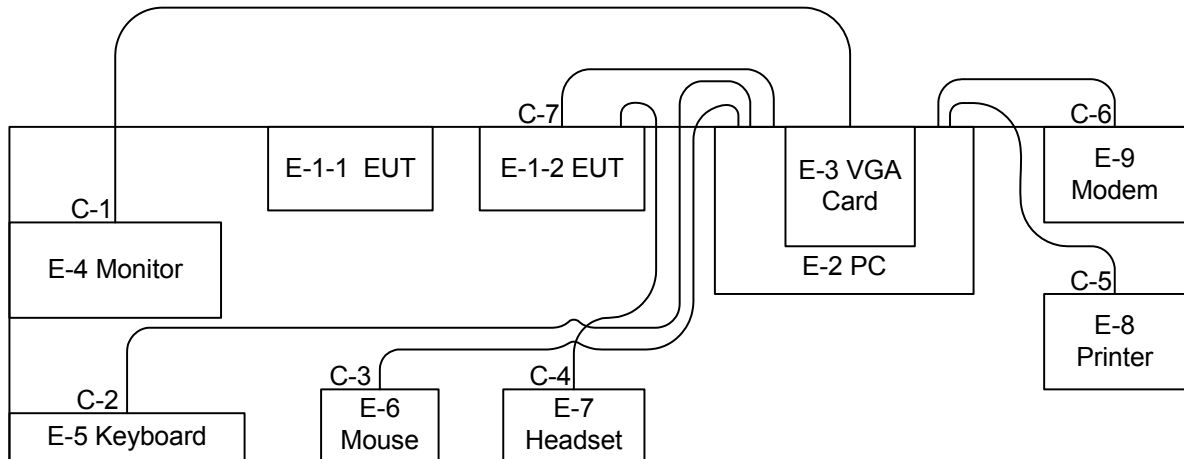 C-7
C-6
E-1-1 EUT
E-1-2 EUT
E-3 VGA
Card
E-9
Modem
C-1
E-4 Monitor
E-2 PC
C-5
E-8
Printer
C-3
C-4
C-2
E-5 Keyboard
E-6
Mouse
E-7
Headset